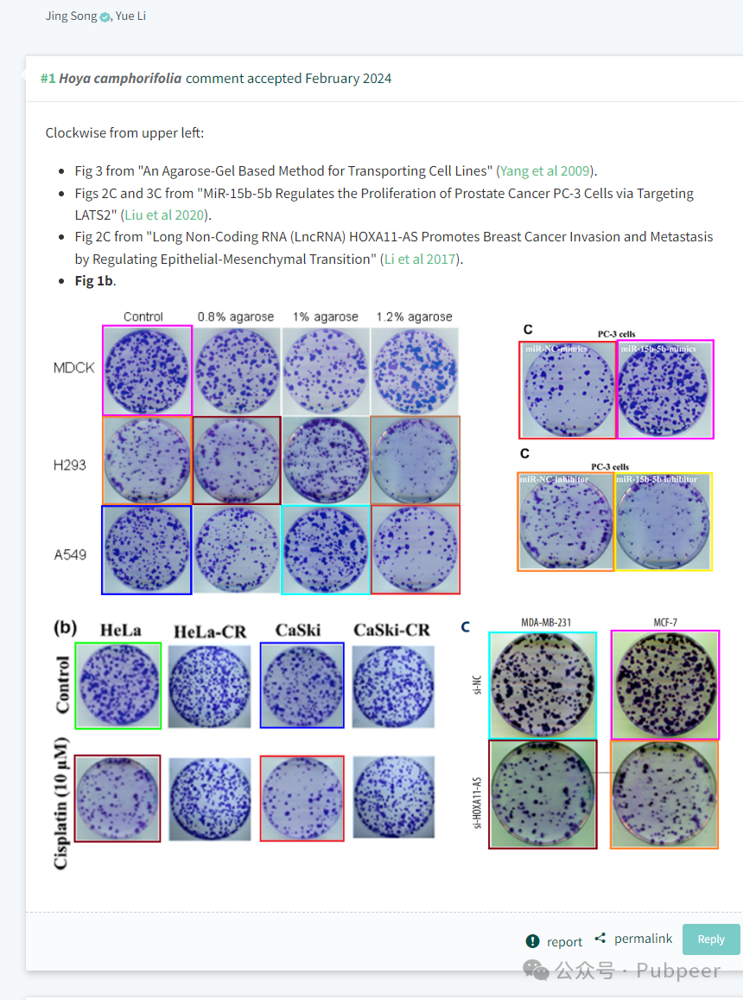 Jing Song, Yue Li
#1 Hoya camphorifolia comment accepted February 2024
Clockwise from upper left:
• Fig 3 from "An Agarose-Gel Based Method for Transporting Cell Lines" (Yang et al 2009).
• Figs 2C and 3C from "MiR-15b-5b Regulates the Proliferation of Prostate Cancer PC-3 Cells via Targeting
LATS2" (Liu et al 2020).
• Fig 2C from "Long Non-Coding RNA (LncRNA) HOXA11-AS Promotes Breast Cancer Invasion and Metastasis
by Regulating Epithelial-Mesenchymal Transition" (Li et al 2017).
• Fig 1b.
Control 0.8% agarose 1% agarose 1.2% agarose
MDCK
H293
A549
C
PC-3 cells
miR-NC-mimics miR-15b-5b-mimics
C
PC-3 cells
miR-NC-inhibitor miR-15b-5b inhibitor
(b) HeLa HeLa-CR CaSki CaSki-CR
Control
Cisplatin (10 μM)
C MDA-MB-231 MCF-7
si-NC
si-HOXA11-AS
report permalink Reply
公众号 · Pubpeer